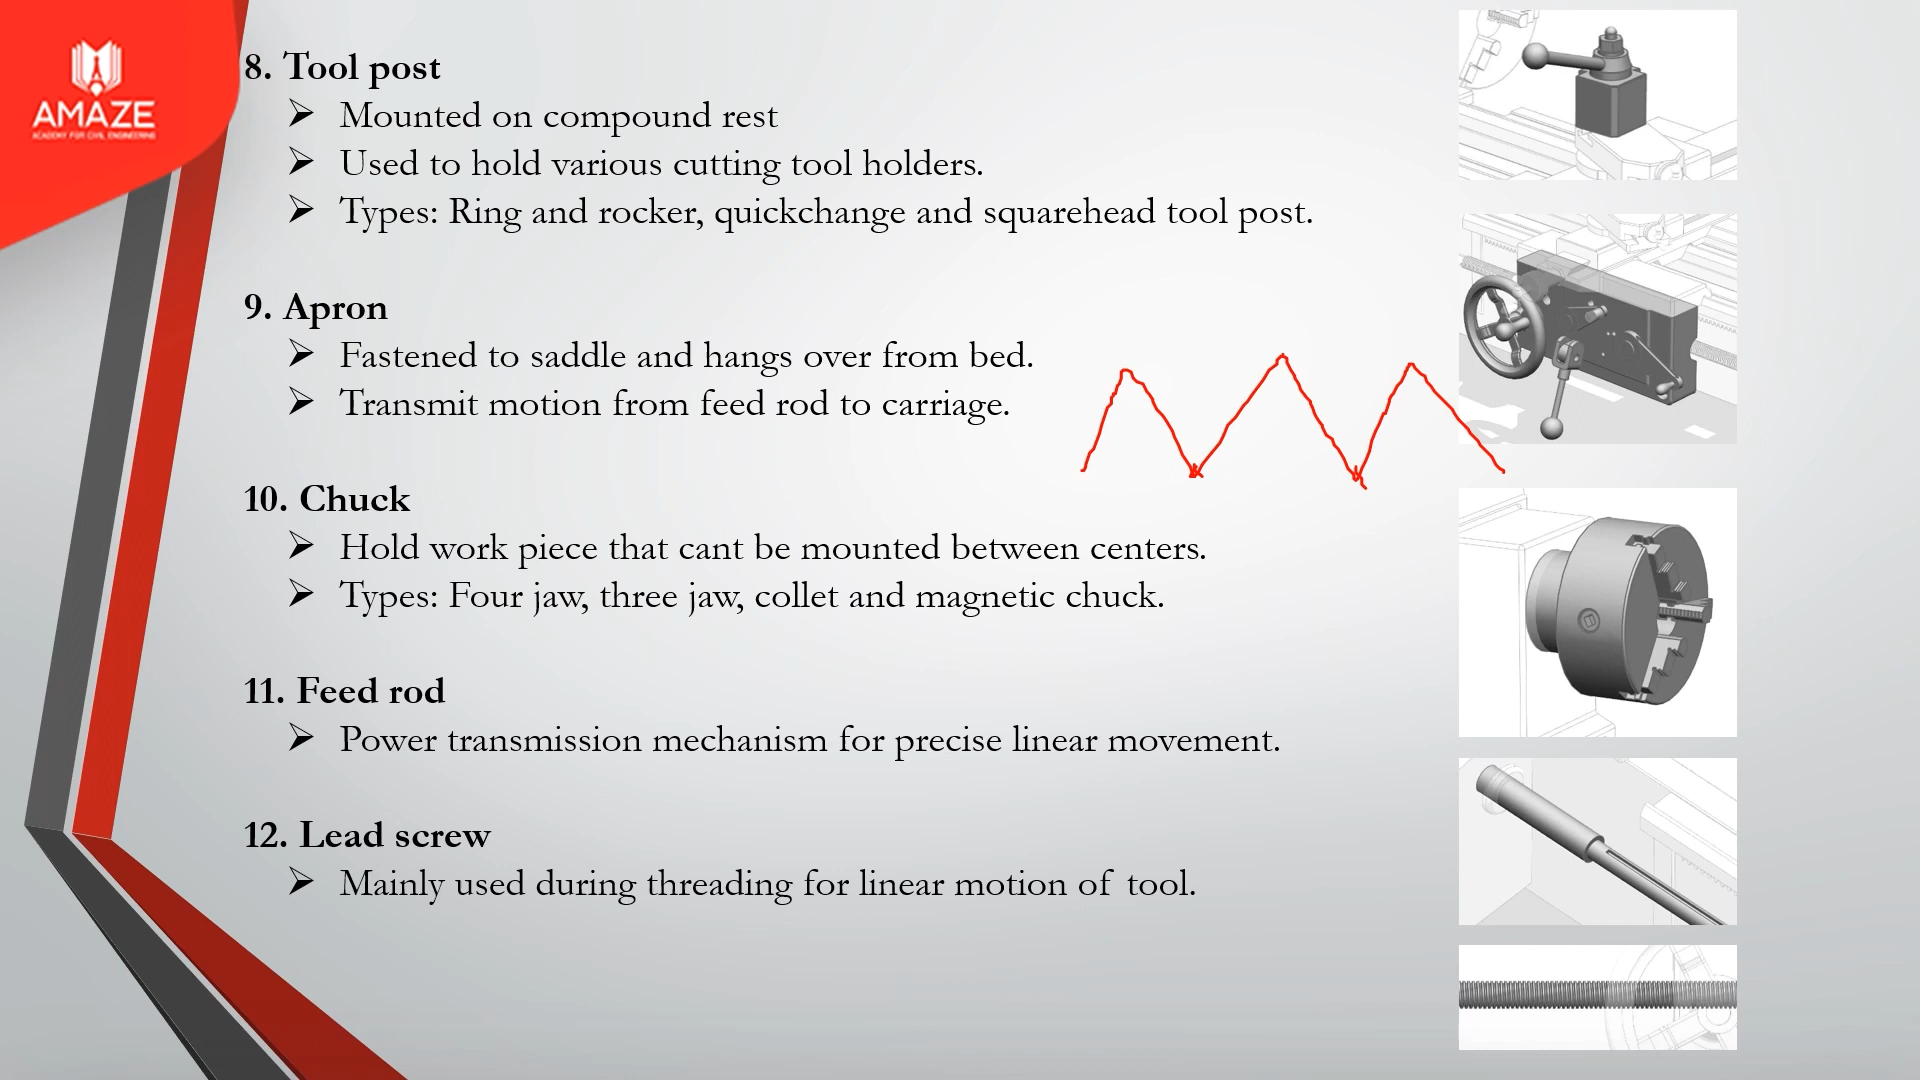 AMAZE
ACADEMY FOR CIVIL ENGINEERING
8. Tool post
➢ Mounted on compound rest
➢ Used to hold various cutting tool holders.
➢ Types: Ring and rocker, quickchange and squarehead tool post.
9. Apron
➢ Fastened to saddle and hangs over from bed.
➢ Transmit motion from feed rod to carriage.
10. Chuck
➢ Hold work piece that cant be mounted between centers.
➢ Types: Four jaw, three jaw, collet and magnetic chuck.
11. Feed rod
➢ Power transmission mechanism for precise linear movement.
12. Lead screw
➢ Mainly used during threading for linear motion of tool.